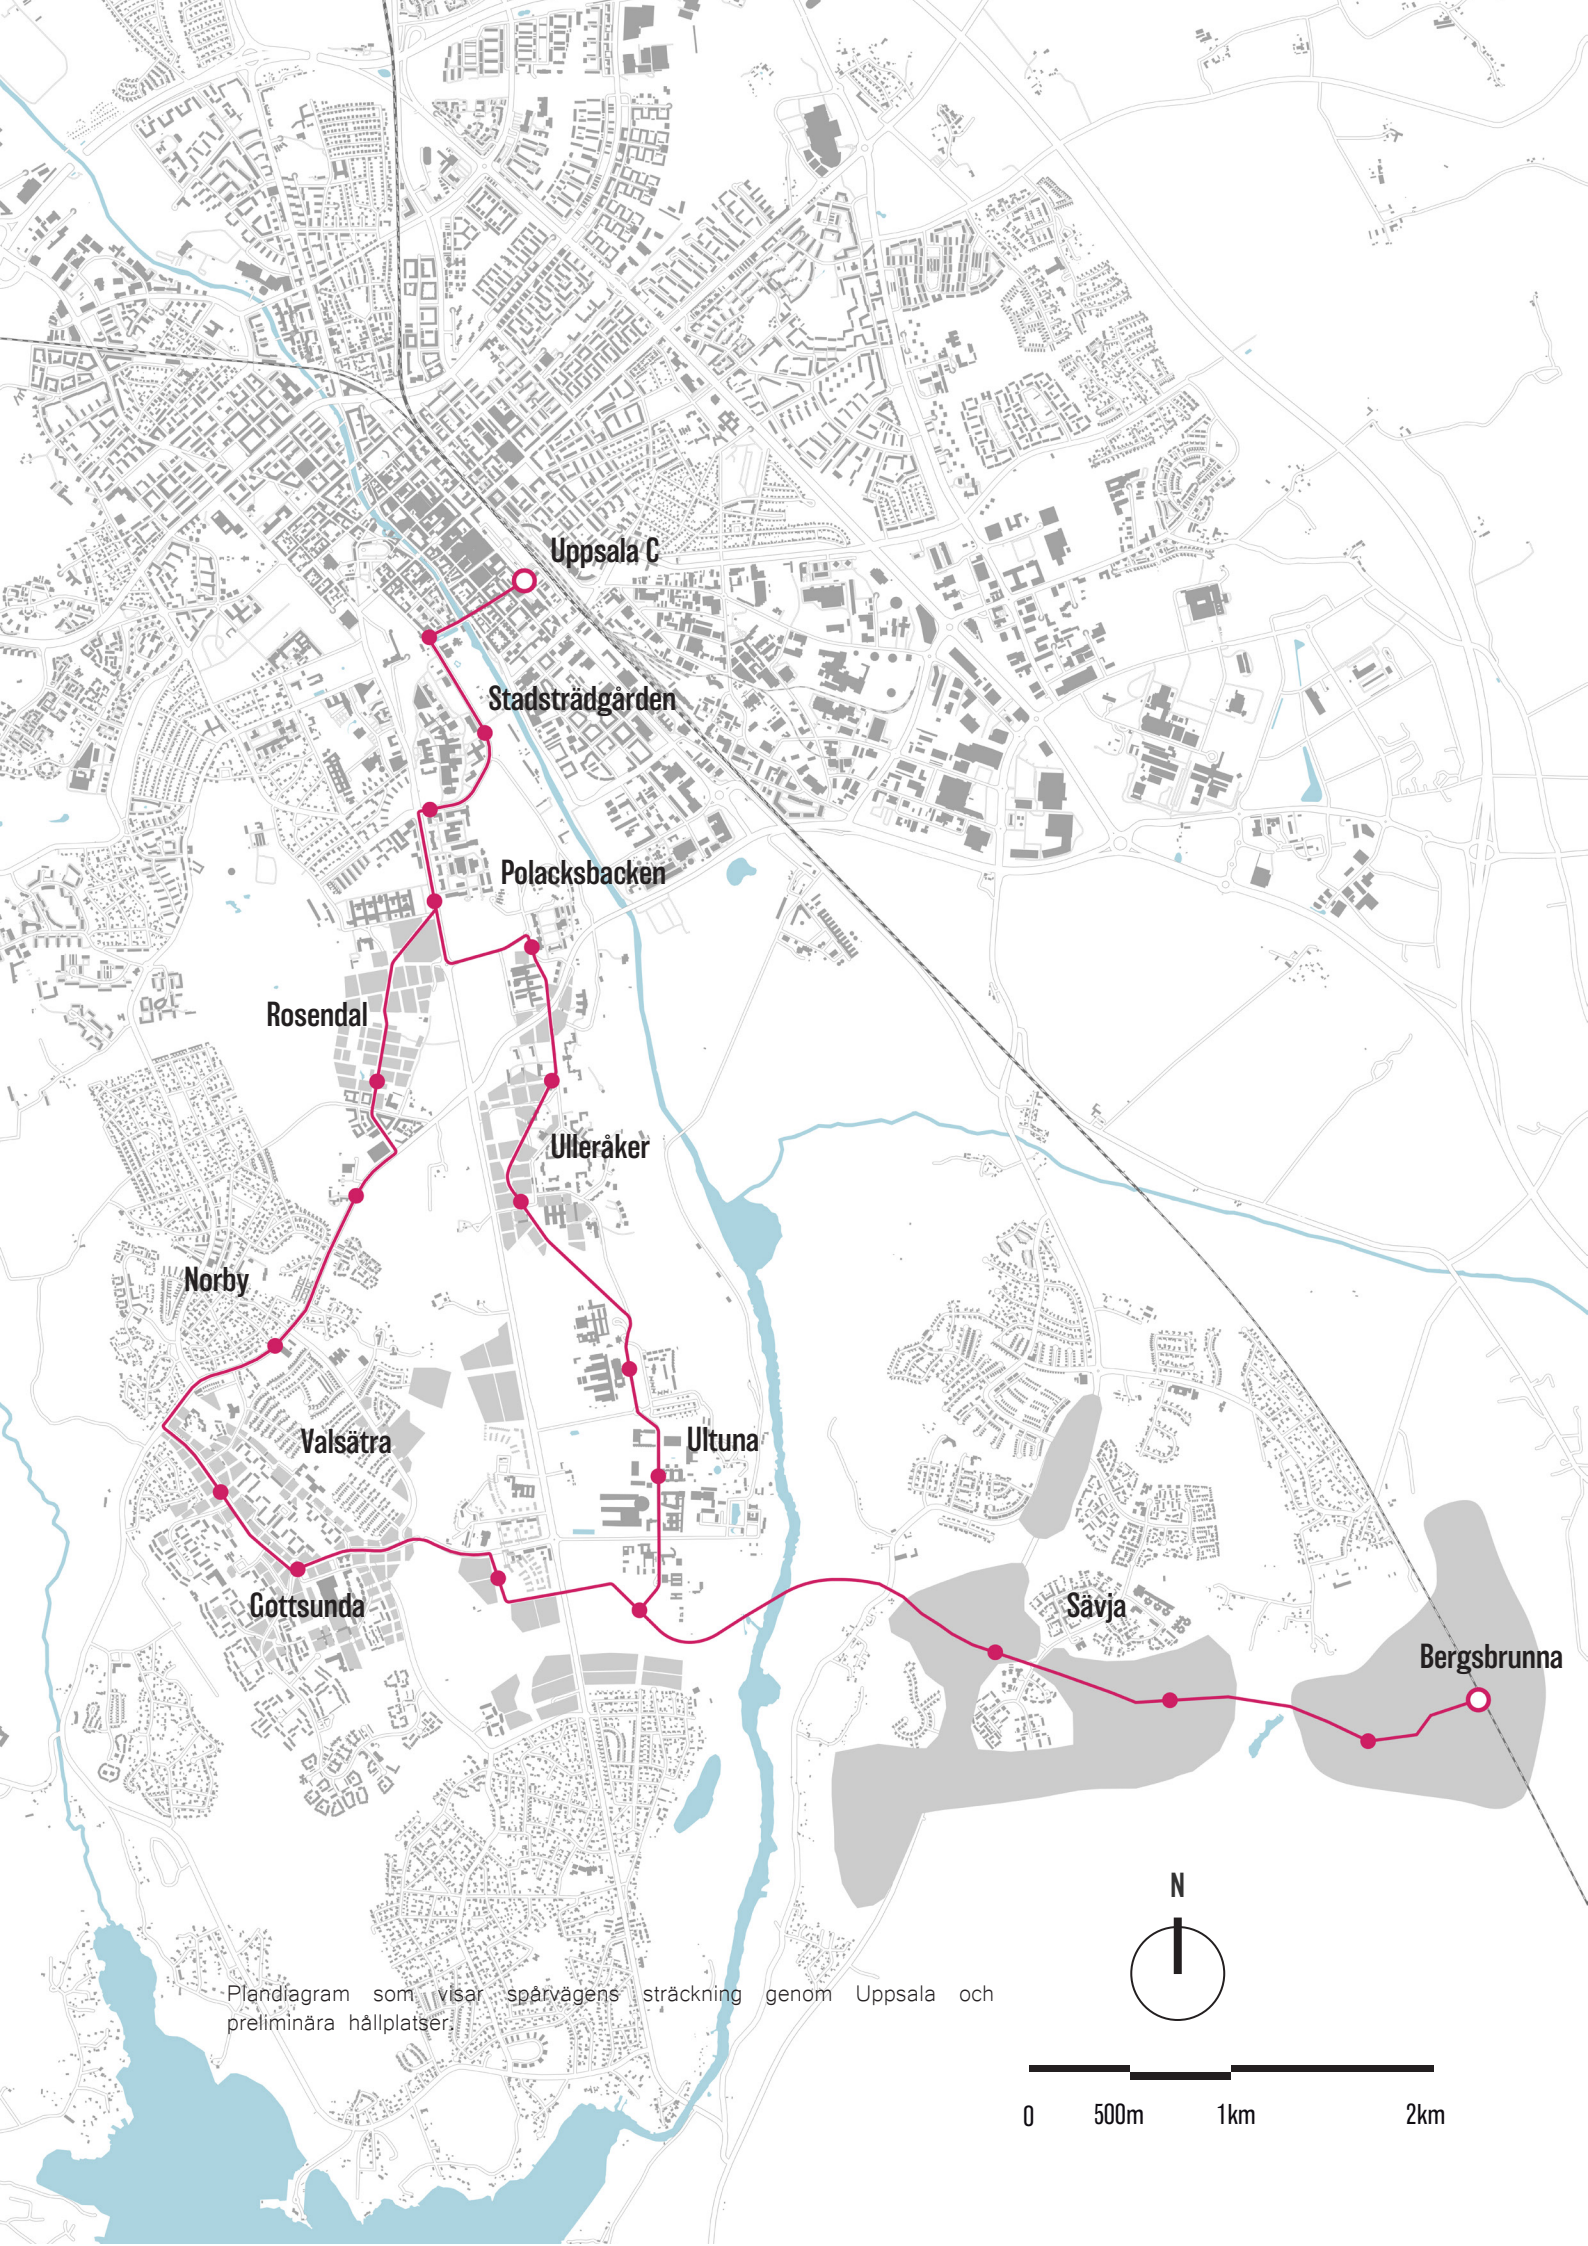 Uppsala C
Stadsträdgården
Polacksbacken
Rosendal
Ulleråker
Norby
Valsätra
Ultuna
Gottsunda
Sävja
Bergsbrunna
N
Plandiagram som visar spårvägens sträckning genom Uppsala och
preliminära hållplatser.
0 500m 1km 2km